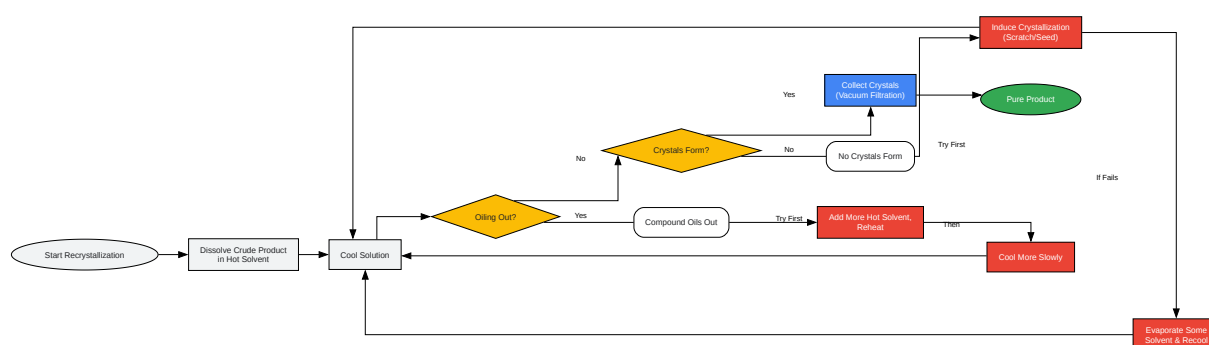 Induce Crystallization
(Scratch/Seed)
Collect Crystals
(Vacuum Filtration)
Yes
Pure Product
Crystals Form?
No
No Crystals Form
Try First
No
If Fails
Oiling Out?
Yes
Compound Oils Out
Try First
Add More Hot Solvent,
Reheat
Then
Start Recrystallization
Dissolve Crude Product
in Hot Solvent
Cool Solution
Cool More Slowly
Evaporate Some
Solvent & Recool